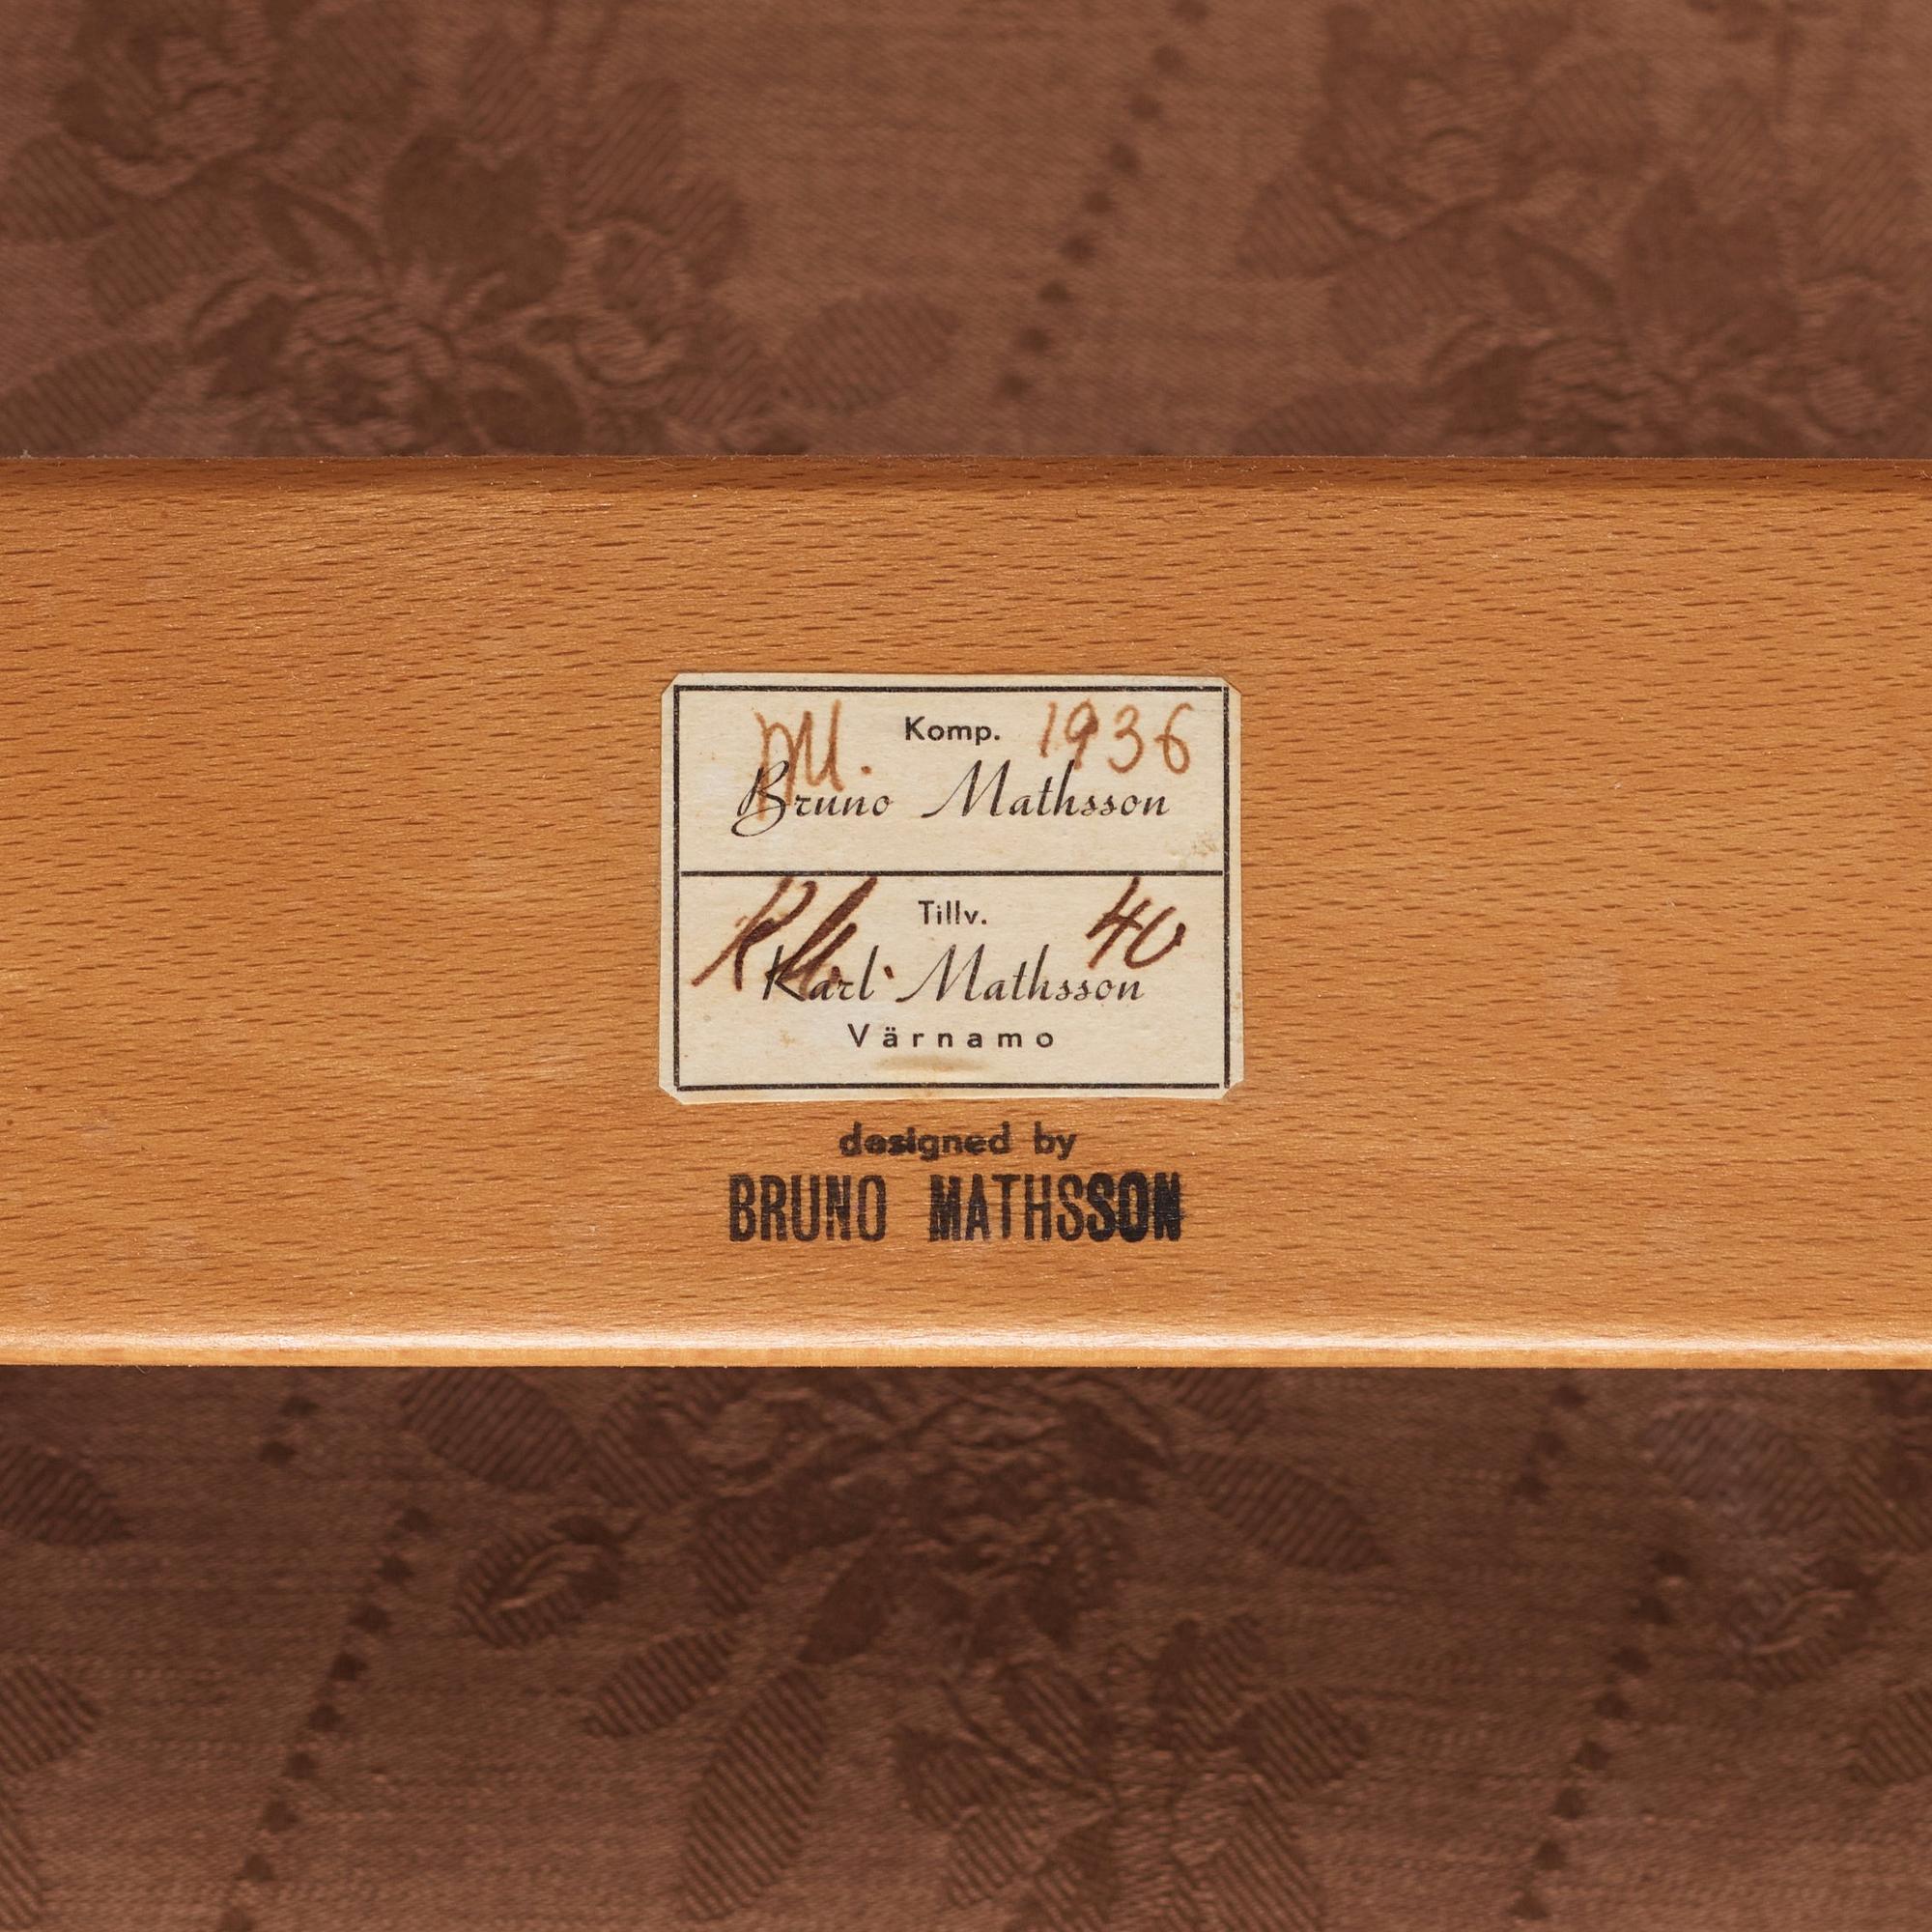 Komp. 1936
Bruno Mathsson
Tillv. 40
Karl Mathsson
Värnamo
designed by
BRUNO MATHSSON